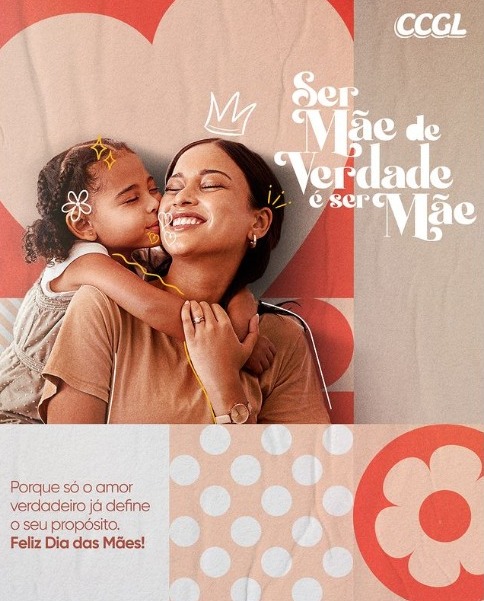 CCGL
Ser
Mãe de
Verdade
é ser Mãe
Porque só o amor
verdadeiro já define
o seu propósito.
Feliz Dia das Mães!